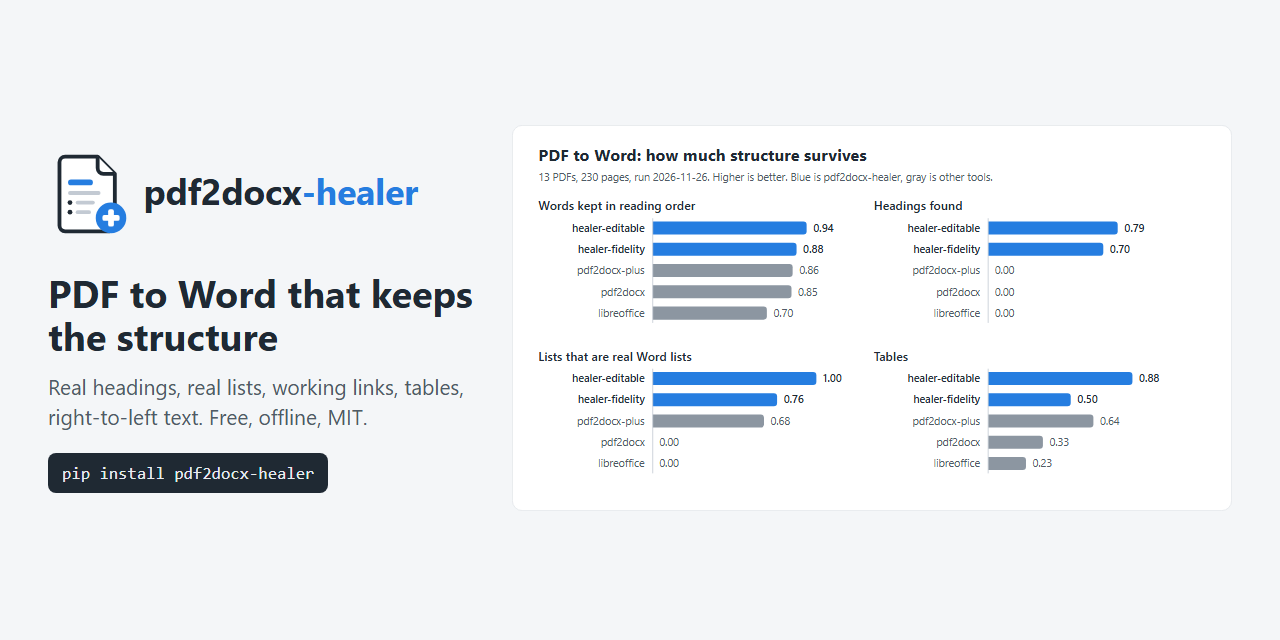 pdf2docx-healer
PDF to Word that keeps
the structure
Real headings, real lists, working links, tables,
right-to-left text. Free, offline, MIT.
pip install pdf2docx-healer
PDF to Word: how much structure survives
13 PDFs, 230 pages, run 2026-11-26. Higher is better. Blue is pdf2docx-healer, gray is other tools.
Words kept in reading order
healer-editable 0.94
healer-fidelity 0.88
pdf2docx-plus 0.86
pdf2docx 0.85
libreoffice 0.70
Headings found
healer-editable 0.79
healer-fidelity 0.70
pdf2docx-plus 0.00
pdf2docx 0.00
libreoffice 0.00
Lists that are real Word lists
healer-editable 1.00
healer-fidelity 0.76
pdf2docx-plus 0.68
pdf2docx 0.00
libreoffice 0.00
Tables
healer-editable 0.88
healer-fidelity 0.50
pdf2docx-plus 0.64
pdf2docx 0.33
libreoffice 0.23